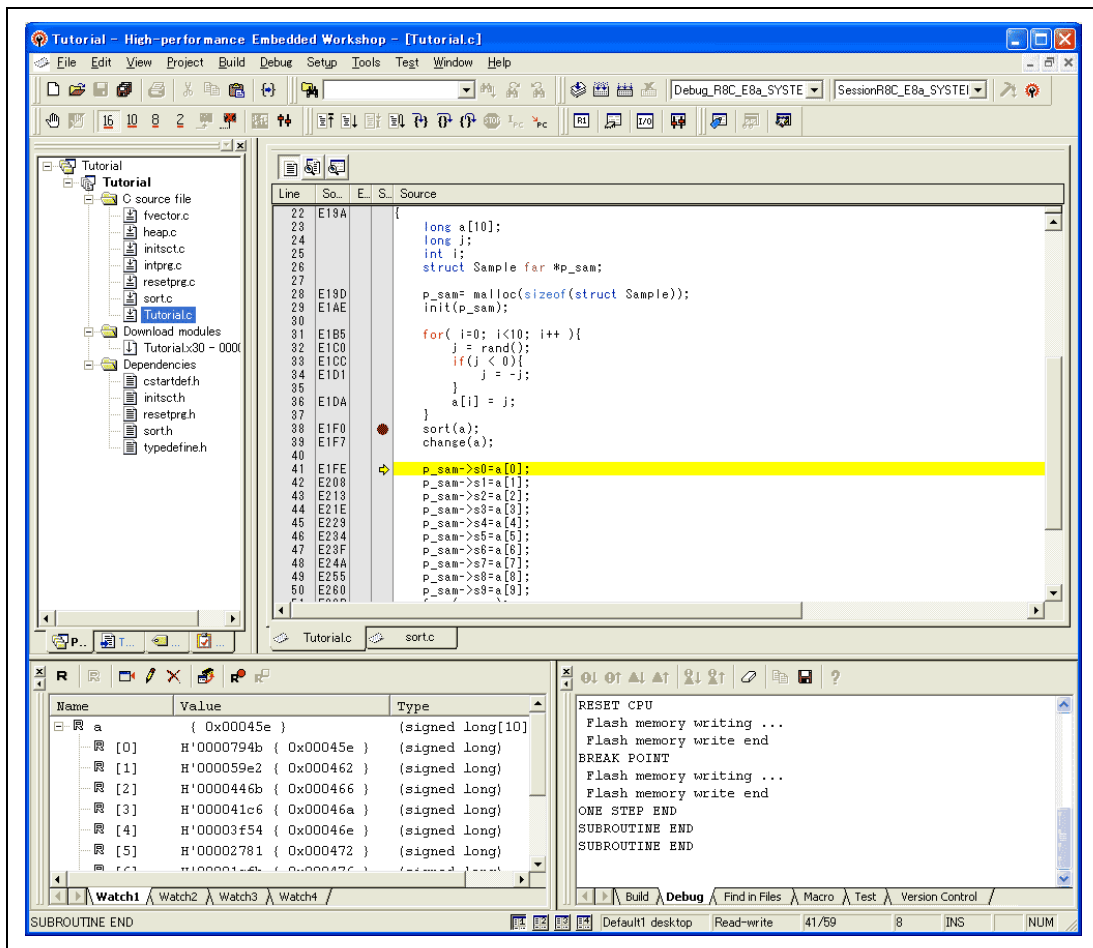 Tutorial - High-performance Embedded Workshop - [Tutorial.c]
File Edit View Project Build Debug Setup Tools Test Window Help
Debug_R8C_E8a_SYSTE SessionR8C_E8a_SYSTEI
16 10 8 2
Tutorial
Tutorial
C source file
fvector.c
heap.c
initsct.c
intprg.c
resetprg.c
sort.c
Tutorial.c
Download modules
Tutorial.x30 - 000(
Dependencies
cstartdef.h
initsct.h
resetprg.h
sort.h
typedefine.h
P.. T... ... ...
Line So... E.. S.. Source
22 E19A {
23 long a[10];
24 long j;
25 int i;
26 struct Sample far *p_sam;
27
28 E19D p_sam= malloc(sizeof(struct Sample));
29 E1AE init(p_sam);
30
31 E1B5 for( i=0; i<10; i++ ){
32 E1C0 j = rand();
33 E1CC if(j < 0){
34 E1D1 j = -j;
35 }
36 E1DA a[i] = j;
37 }
38 E1F0 sort(a);
39 E1F7 change(a);
40
41 E1FE p_sam->s0=a[0];
42 E208 p_sam->s1=a[1];
43 E213 p_sam->s2=a[2];
44 E21E p_sam->s3=a[3];
45 E229 p_sam->s4=a[4];
46 E234 p_sam->s5=a[5];
47 E23F p_sam->s6=a[6];
48 E24A p_sam->s7=a[7];
49 E255 p_sam->s8=a[8];
50 E260 p_sam->s9=a[9];
Tutorial.c sort.c
Name Value Type
a { 0x00045e } (signed long[10]
[0] H'0000794b { 0x00045e } (signed long)
[1] H'000059e2 { 0x000462 } (signed long)
[2] H'0000446b { 0x000466 } (signed long)
[3] H'000041c6 { 0x00046a } (signed long)
[4] H'00003f54 { 0x00046e } (signed long)
[5] H'00002781 { 0x000472 } (signed long)
Watch1 Watch2 Watch3 Watch4
RESET CPU
Flash memory writing ...
Flash memory write end
BREAK POINT
Flash memory writing ...
Flash memory write end
ONE STEP END
SUBROUTINE END
SUBROUTINE END
Build Debug Find in Files Macro Test Version Control
SUBROUTINE END Default1 desktop Read-write 41/59 8 INS NUM